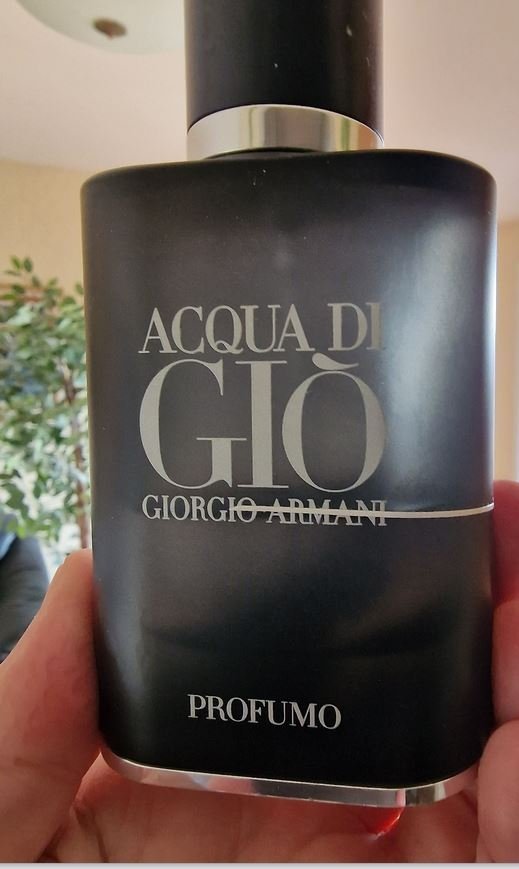 ACQUA DI
GIÒ
GIORGIO ARMANI
PROFUMO